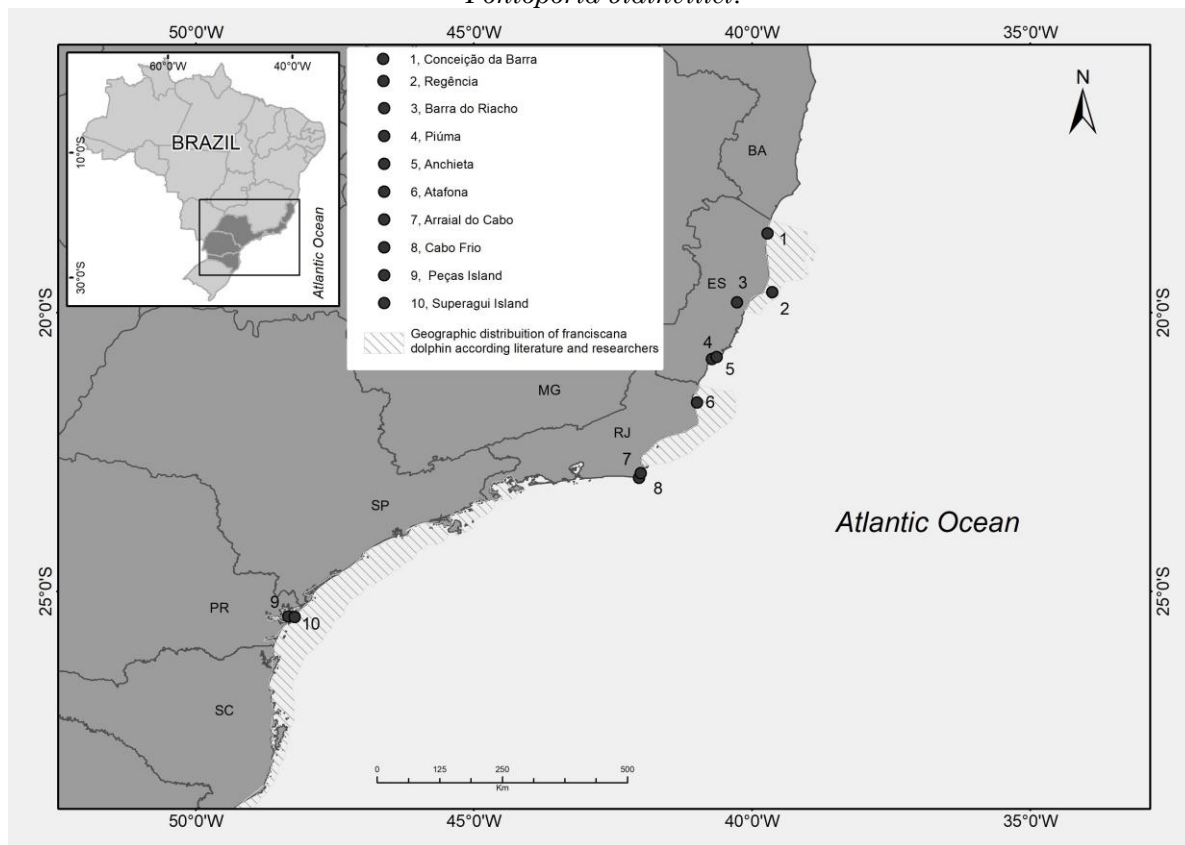 Pontoporia blainvillei.
50°0'W
40°0'W
35°0'W
60°0'W
40°0'W
10°0'S
30°0'S
BRAZIL
Atlantic Ocean
1, Conceição da Barra
2, Regência
3, Barra do Riacho
4, Piúma
5, Anchieta
6, Atafona
7, Arraial do Cabo
8, Cabo Frio
9, Peças Island
10, Superagui Island
Geographic distribuition of franciscana
dolphin according literature and researchers
N
BA
1
ES
3
2
20°0'S
20°0'S
4
5
MG
6
RJ
7
8
SP
Atlantic Ocean
25°0'S
25°0'S
PR
9
10
SC
0
125
250
500
Km
50°0'W
45°0'W
40°0'W
35°0'W